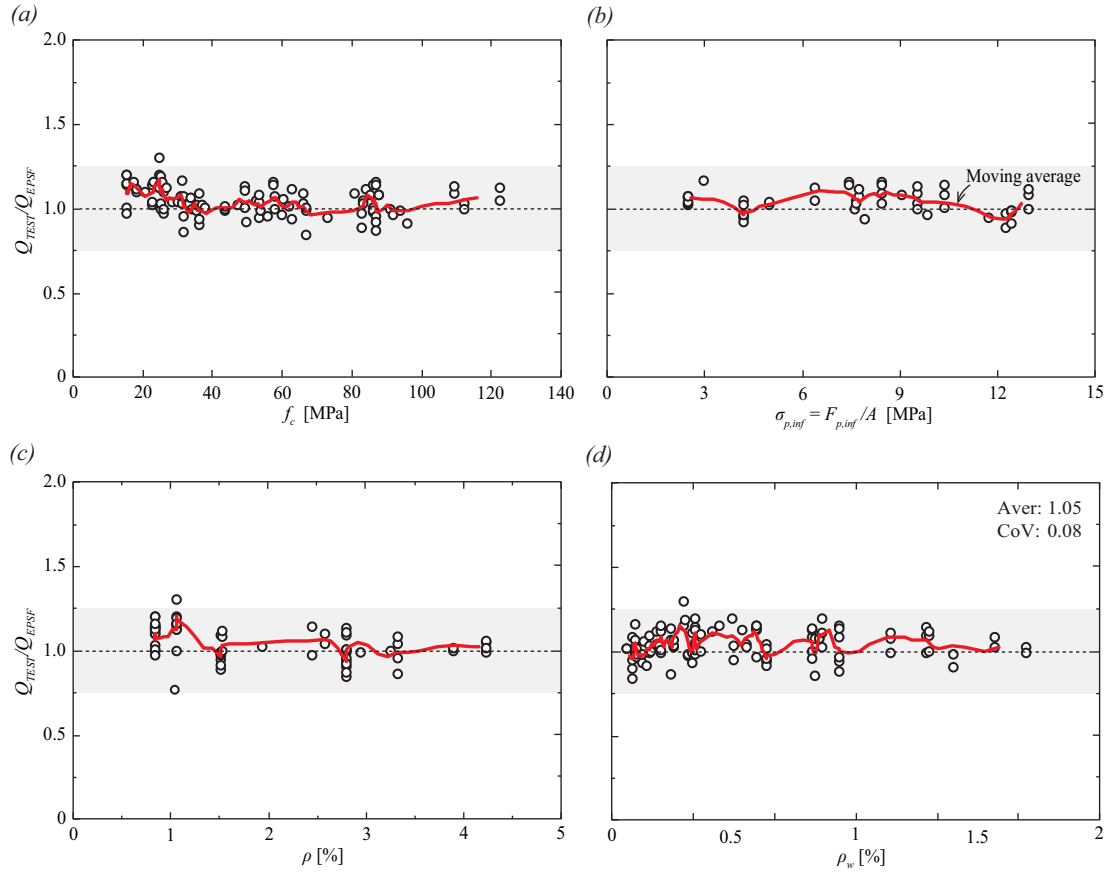 (a)
2.0
1.5
1.0
0.5
0
Q_TEST/Q_EPSF
0 20 40 60 80 100 120 140
f_c [MPa]
(b)
Moving average
0 3 6 9 12 15
σ_p,inf = F_p,inf/A [MPa]
(c)
2.0
1.5
1.0
0.5
0
Q_TEST/Q_EPSF
0 1 2 3 4 5
ρ [%]
(d)
Aver: 1.05
CoV: 0.08
0 0.5 1 1.5 2
ρ_w [%]